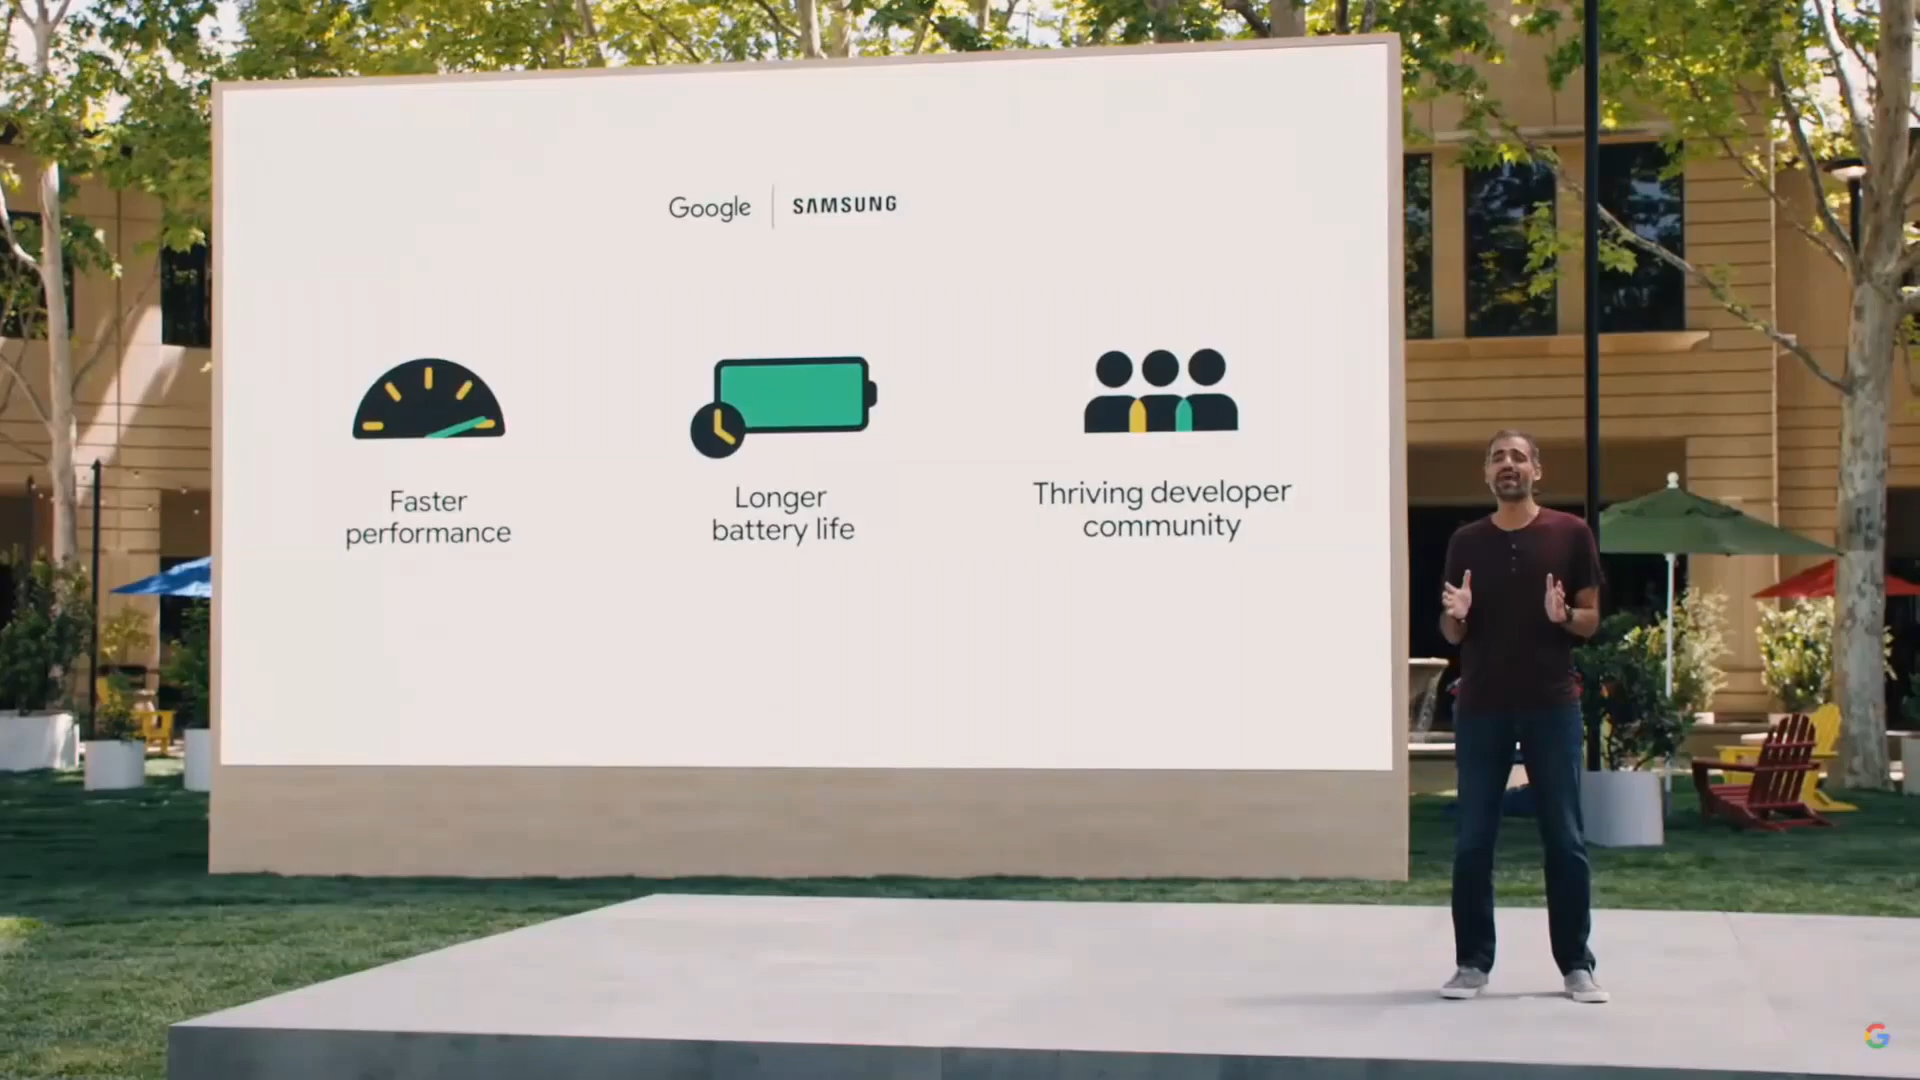 Google | SAMSUNG
Faster
performance
Longer
battery life
Thriving developer
community
G